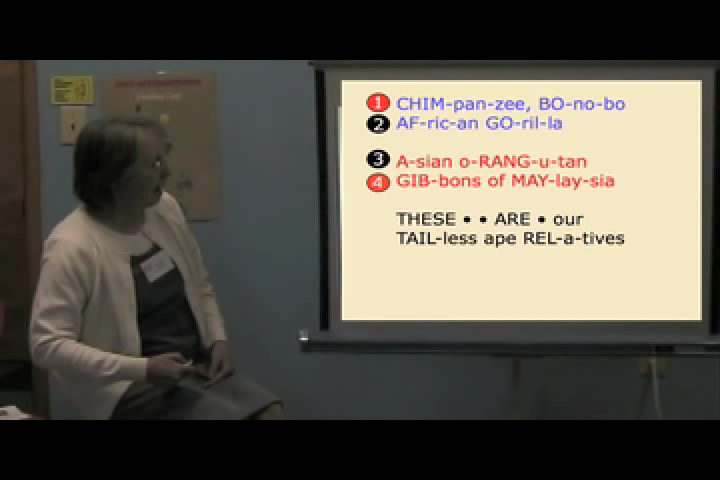 1 CHIM-pan-zee, BO-no-bo
2 AF-ric-an GO-ril-la
3 A-sian o-RANG-u-tan
4 GIB-bons of MAY-lay-sia
THESE • • ARE • our
TAIL-less ape REL-a-tives